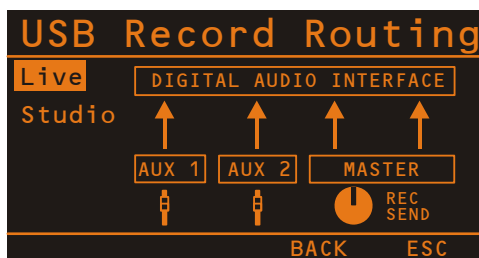 USB Record Routing
Live
DIGITAL AUDIO INTERFACE
Studio
AUX 1 AUX 2 MASTER
REC
SEND
BACK ESC